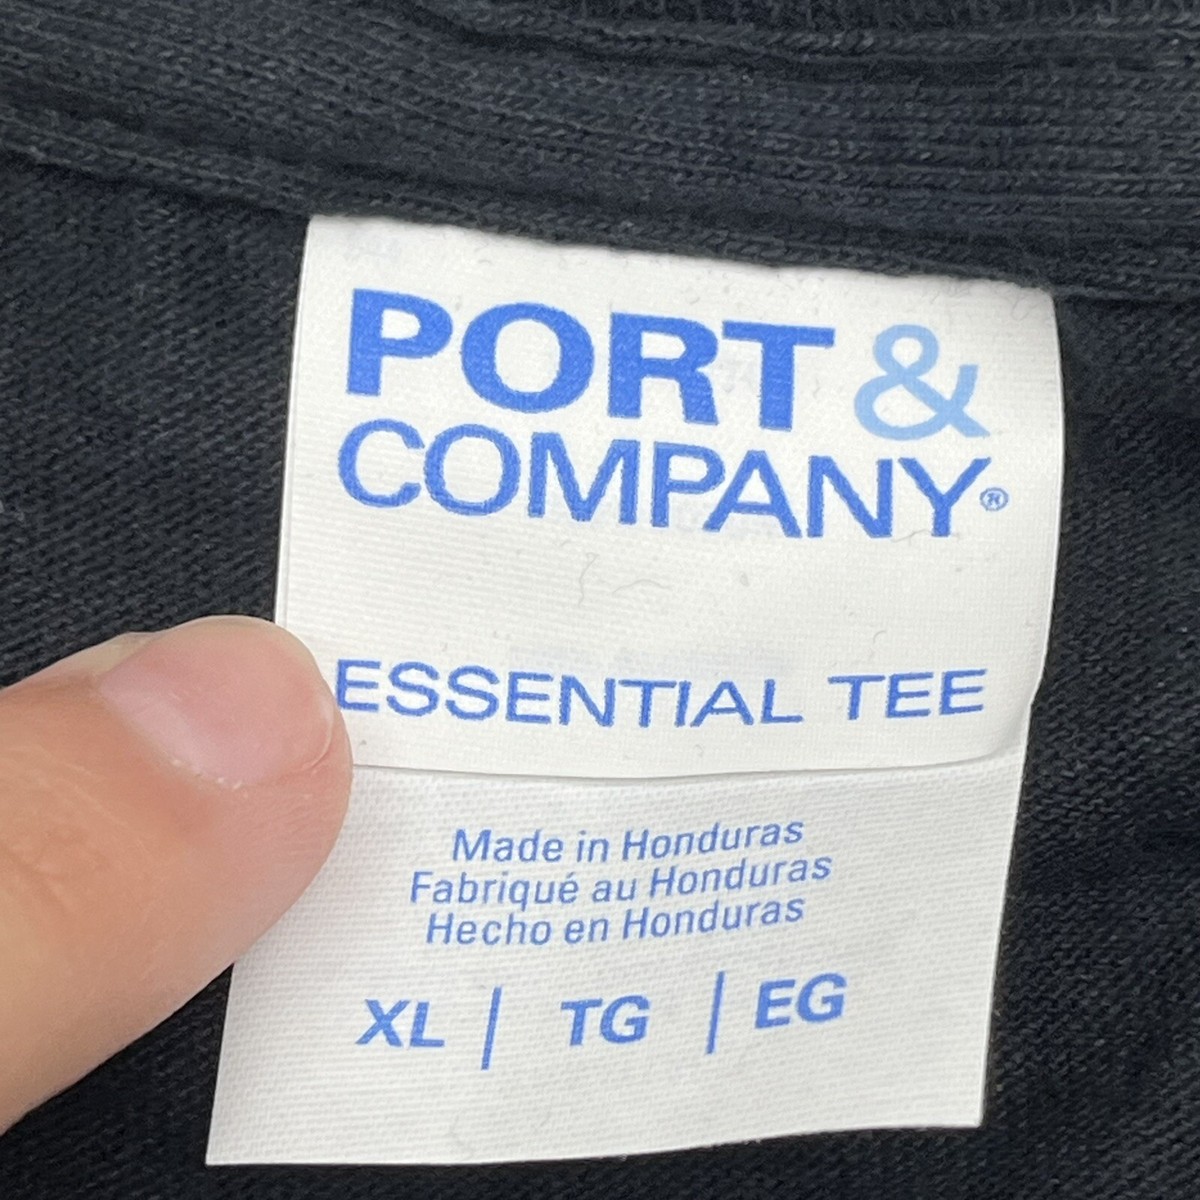 PORT &
COMPANY®
ESSENTIAL TEE
Made in Honduras
Fabriqué au Honduras
Hecho en Honduras
XL | TG | EG